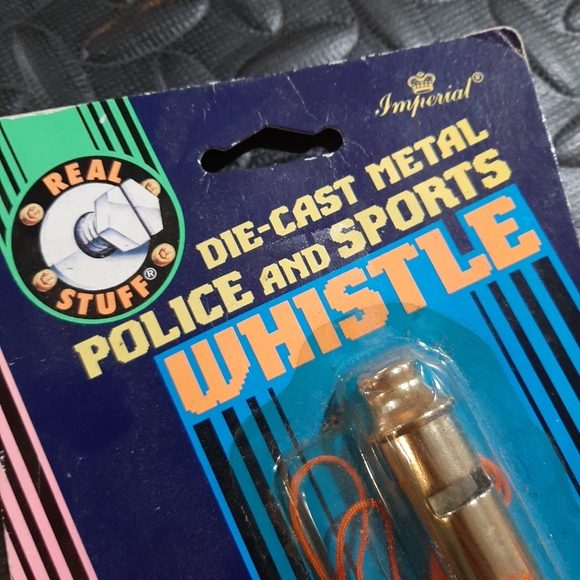 Imperial®
REAL
STUFF®
DIE-CAST METAL
POLICE AND SPORTS
WHISTLE